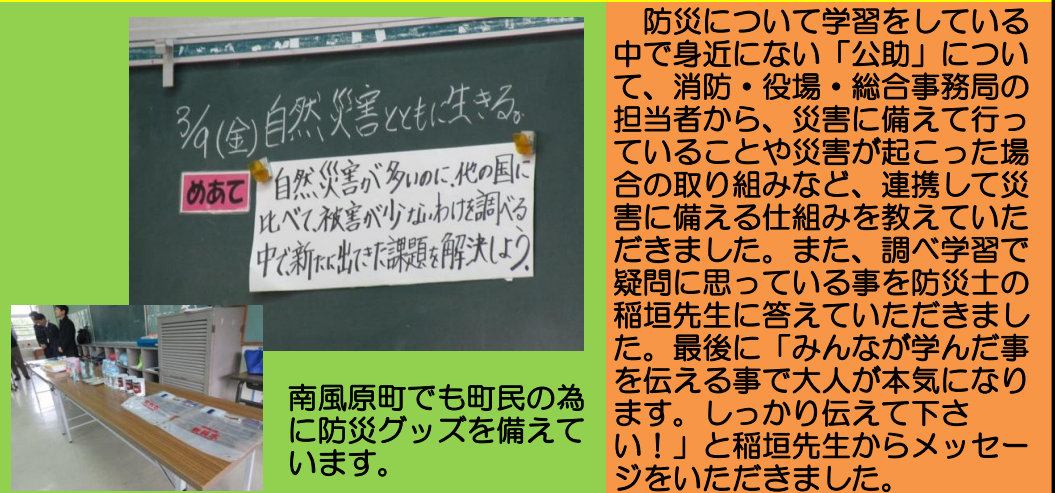 3/9(金)自然災害とともに生きる。
めあて
自然災害が多いのに、他の国に
比べて、被害が少ないわけを調べる
中で、新たに出てきた課題を解決しよう。
南風原町でも町民の為
に防災グッズを備えて
います。
防災について学習をしている
中で身近にない「公助」につい
て、消防・役場・総合事務局の
担当者から、災害に備えて行っ
ていることや災害が起こった場
合の取り組みなど、連携して災
害に備える仕組みを教えていた
だきました。また、調べ学習で
疑問に思っている事を防災士の
稲垣先生に答えていただきまし
た。最後に「みんなが学んだ事
を伝える事で大人が本気になり
ます。しっかり伝えて下さ
い！」と稲垣先生からメッセー
ジをいただきました。